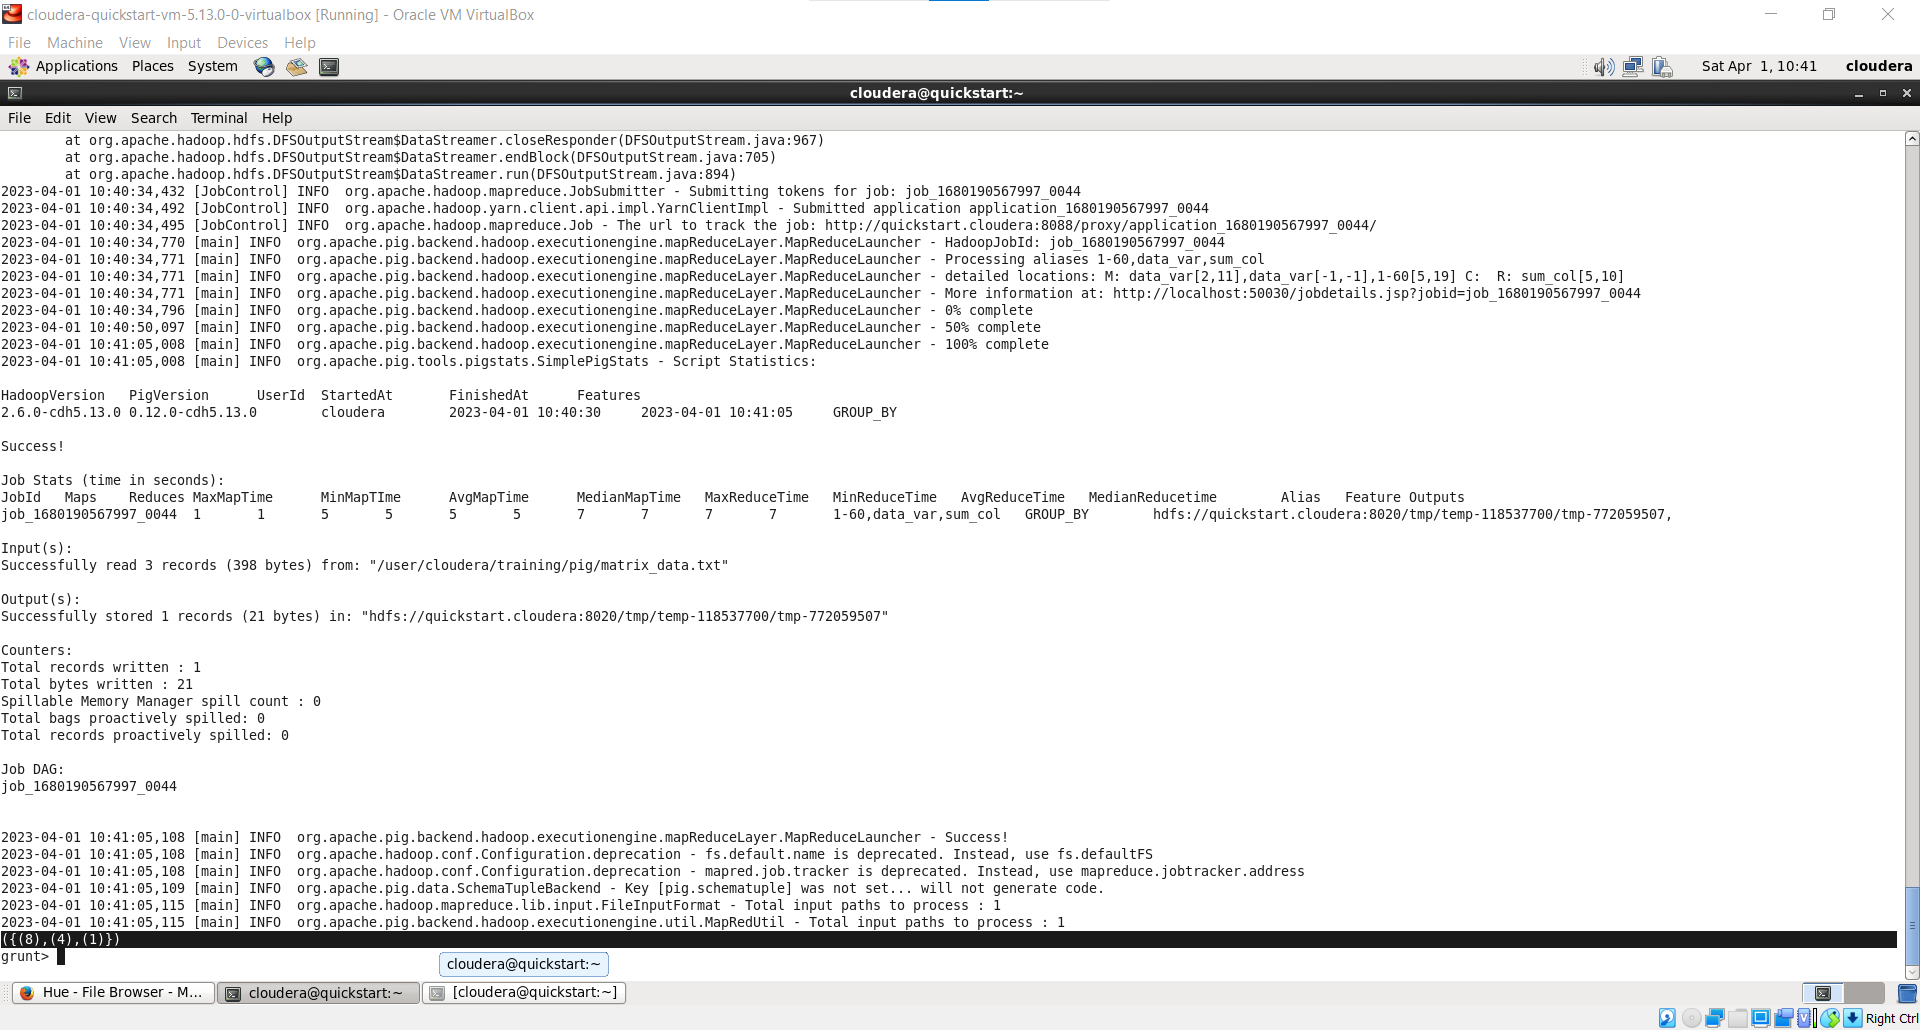 cloudera-quickstart-vm-5.13.0-0-virtualbox [Running] - Oracle VM VirtualBox
File Machine View Input Devices Help
Applications Places System Sat Apr 1, 10:41 cloudera
cloudera@quickstart:~
File Edit View Search Terminal Help
at org.apache.hadoop.hdfs.DFSOutputStream$DataStreamer.closeResponder(DFSOutputStream.java:967)
at org.apache.hadoop.hdfs.DFSOutputStream$DataStreamer.endBlock(DFSOutputStream.java:705)
at org.apache.hadoop.hdfs.DFSOutputStream$DataStreamer.run(DFSOutputStream.java:894)
2023-04-01 10:40:34,432 [JobControl] INFO org.apache.hadoop.mapreduce.JobSubmitter - Submitting tokens for job: job_1680190567997_0044
2023-04-01 10:40:34,492 [JobControl] INFO org.apache.hadoop.yarn.client.api.impl.YarnClientImpl - Submitted application application_1680190567997_0044
2023-04-01 10:40:34,495 [JobControl] INFO org.apache.hadoop.mapreduce.Job - The url to track the job: http://quickstart.cloudera:8088/proxy/application_1680190567997_0044/
2023-04-01 10:40:34,770 [main] INFO org.apache.pig.backend.hadoop.executionengine.mapReduceLayer.MapReduceLauncher - HadoopJobId: job_1680190567997_0044
2023-04-01 10:40:34,771 [main] INFO org.apache.pig.backend.hadoop.executionengine.mapReduceLayer.MapReduceLauncher - Processing aliases 1-60,data_var,sum_col
2023-04-01 10:40:34,771 [main] INFO org.apache.pig.backend.hadoop.executionengine.mapReduceLayer.MapReduceLauncher - detailed locations: M: data_var[2,11],data_var[-1,-1],1-60[5,19] C: R: sum_col[5,10]
2023-04-01 10:40:34,771 [main] INFO org.apache.pig.backend.hadoop.executionengine.mapReduceLayer.MapReduceLauncher - More information at: http://localhost:50030/jobdetails.jsp?jobid=job_1680190567997_0044
2023-04-01 10:40:34,796 [main] INFO org.apache.pig.backend.hadoop.executionengine.mapReduceLayer.MapReduceLauncher - 0% complete
2023-04-01 10:40:50,097 [main] INFO org.apache.pig.backend.hadoop.executionengine.mapReduceLayer.MapReduceLauncher - 50% complete
2023-04-01 10:41:05,008 [main] INFO org.apache.pig.backend.hadoop.executionengine.mapReduceLayer.MapReduceLauncher - 100% complete
2023-04-01 10:41:05,008 [main] INFO org.apache.pig.tools.pigstats.SimplePigStats - Script Statistics:
HadoopVersion PigVersion UserId StartedAt FinishedAt Features
2.6.0-cdh5.13.0 0.12.0-cdh5.13.0 cloudera 2023-04-01 10:40:30 2023-04-01 10:41:05 GROUP_BY
Success!
Job Stats (time in seconds):
JobId Maps Reduces MaxMapTime MinMapTIme AvgMapTime MedianMapTime MaxReduceTime MinReduceTime AvgReduceTime MedianReducetime Alias Feature Outputs
job_1680190567997_0044 1 1 5 5 5 5 7 7 7 7 1-60,data_var,sum_col GROUP_BY hdfs://quickstart.cloudera:8020/tmp/temp-118537700/tmp-772059507,
Input(s):
Successfully read 3 records (398 bytes) from: "/user/cloudera/training/pig/matrix_data.txt"
Output(s):
Successfully stored 1 records (21 bytes) in: "hdfs://quickstart.cloudera:8020/tmp/temp-118537700/tmp-772059507"
Counters:
Total records written : 1
Total bytes written : 21
Spillable Memory Manager spill count : 0
Total bags proactively spilled: 0
Total records proactively spilled: 0
Job DAG:
job_1680190567997_0044
2023-04-01 10:41:05,108 [main] INFO org.apache.pig.backend.hadoop.executionengine.mapReduceLayer.MapReduceLauncher - Success!
2023-04-01 10:41:05,108 [main] INFO org.apache.hadoop.conf.Configuration.deprecation - fs.default.name is deprecated. Instead, use fs.defaultFS
2023-04-01 10:41:05,108 [main] INFO org.apache.hadoop.conf.Configuration.deprecation - mapred.job.tracker is deprecated. Instead, use mapreduce.jobtracker.address
2023-04-01 10:41:05,109 [main] INFO org.apache.pig.data.SchemaTupleBackend - Key [pig.schematuple] was not set... will not generate code.
2023-04-01 10:41:05,115 [main] INFO org.apache.hadoop.mapreduce.lib.input.FileInputFormat - Total input paths to process : 1
2023-04-01 10:41:05,115 [main] INFO org.apache.pig.backend.hadoop.executionengine.util.MapRedUtil - Total input paths to process : 1
({(8),(4),(1)})
grunt>
cloudera@quickstart:~
Hue - File Browser - M... cloudera@quickstart:~ [cloudera@quickstart:~]
Right Ctrl